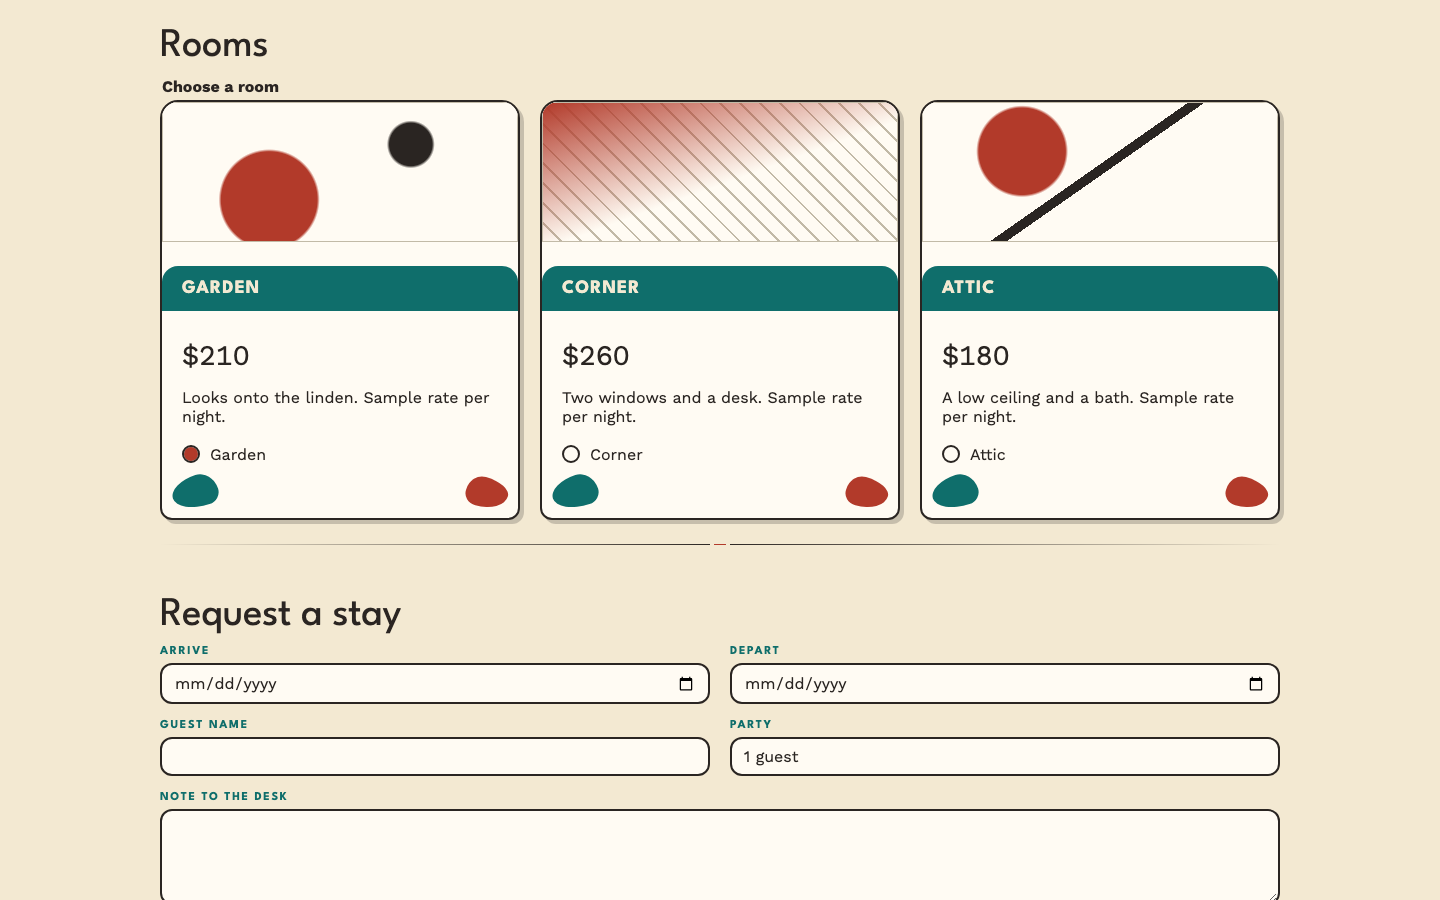 Rooms
Choose a room
GARDEN
$210
Looks onto the linden. Sample rate per
night.
Garden
CORNER
$260
Two windows and a desk. Sample rate
per night.
Corner
ATTIC
$180
A low ceiling and a bath. Sample rate
per night.
Attic
Request a stay
ARRIVE
mm/dd/yyyy
DEPART
mm/dd/yyyy
GUEST NAME
PARTY
1 guest
NOTE TO THE DESK